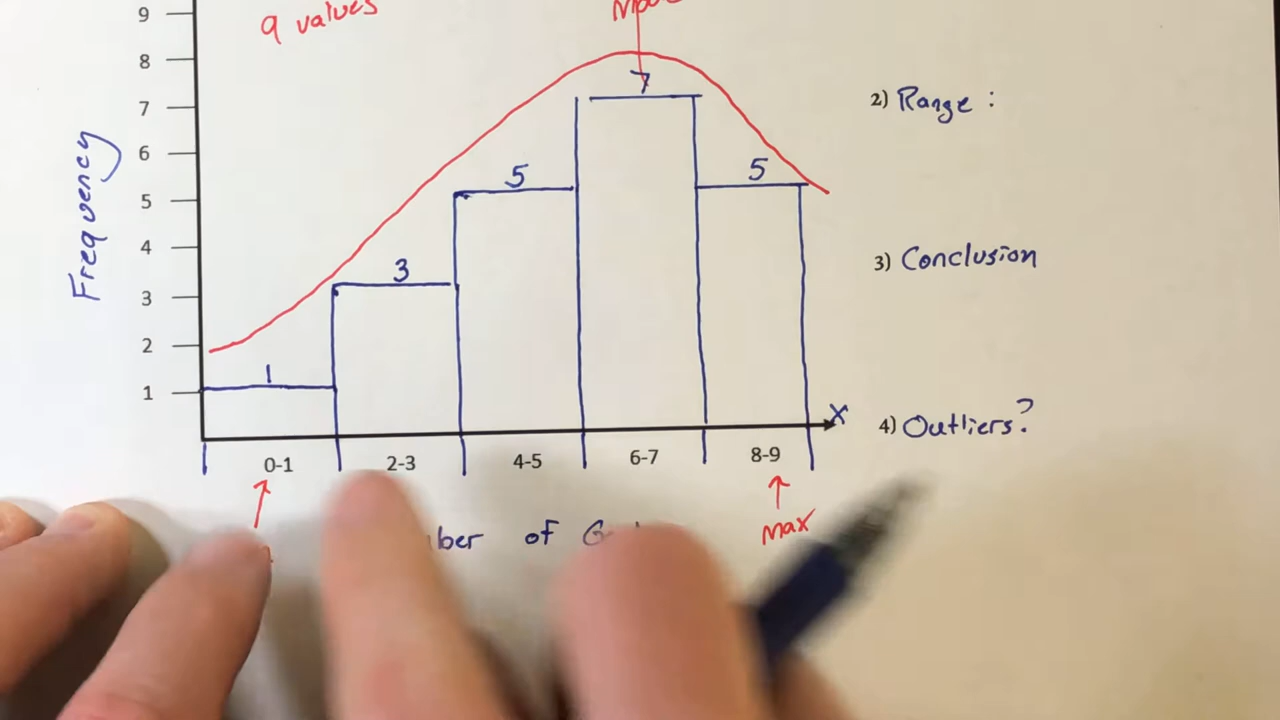 9
9 values
8
7
7
2) Range :
6
Frequency
5
5
5
4
3
3) Conclusion
3
2
1
1
X
4) Outliers?
0-1
2-3
4-5
6-7
8-9
of
Max